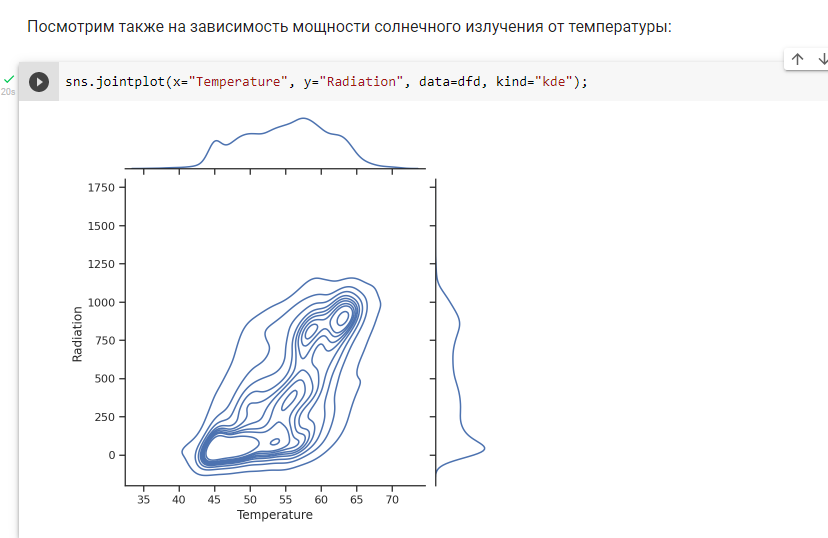 Посмотрим также на зависимость мощности солнечного излучения от температуры:
sns.jointplot(x="Temperature", y="Radiation", data=dfd, kind="kde");
20s
1750
1500
1250
1000
750
500
250
0
Radiation
35 40 45 50 55 60 65 70
Temperature